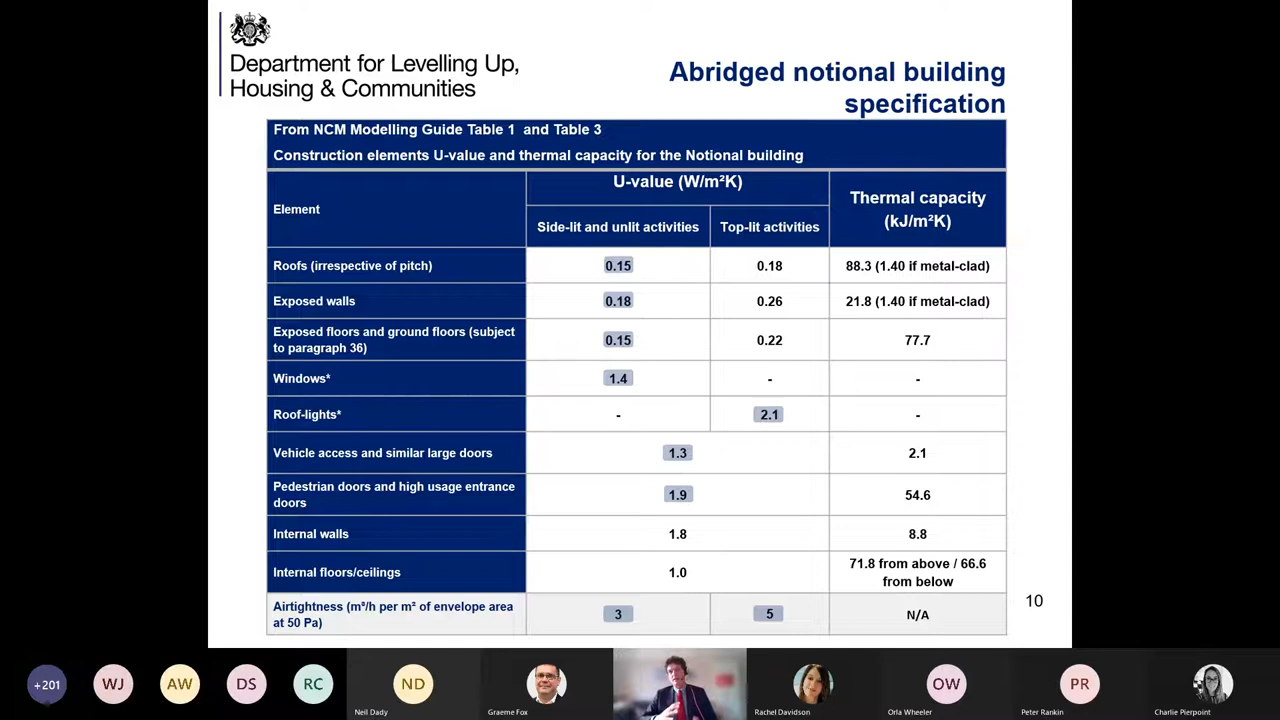 Department for Levelling Up,
Housing & Communities
Abridged notional building
specification
From NCM Modelling Guide Table 1 and Table 3
Construction elements U-value and thermal capacity for the Notional building
Element
U-value (W/m²K)
Thermal capacity
(kJ/m²K)
Side-lit and unlit activities
Top-lit activities
Roofs (irrespective of pitch)
0.15
0.18
88.3 (1.40 if metal-clad)
Exposed walls
0.18
0.26
21.8 (1.40 if metal-clad)
Exposed floors and ground floors (subject
to paragraph 36)
0.15
0.22
77.7
Windows*
1.4
-
-
Roof-lights*
-
2.1
-
Vehicle access and similar large doors
1.3
2.1
Pedestrian doors and high usage entrance
doors
1.9
54.6
Internal walls
1.8
8.8
Internal floors/ceilings
1.0
71.8 from above / 66.6
from below
Airtightness (m³/h per m² of envelope area
at 50 Pa)
3
5
N/A
10
+201
WJ
AW
DS
RC
ND
Neil Dady
Graeme Fox
Rachel Davidson
OW
Orla Wheeler
PR
Peter Rankin
Charlie Pierpoint